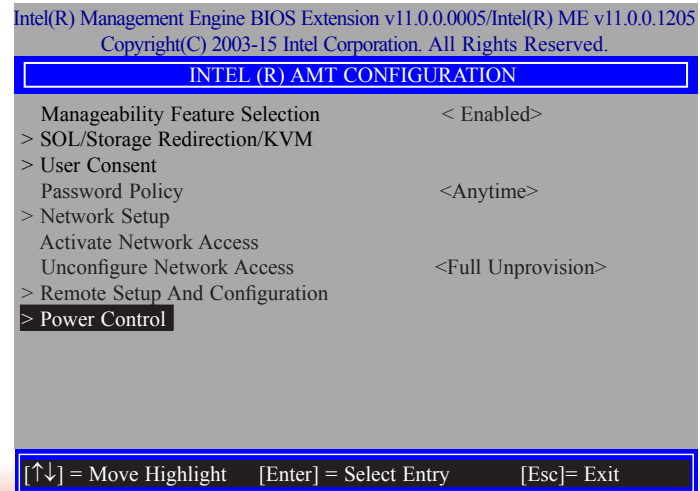 Intel(R) Management Engine BIOS Extension v11.0.0.0005/Intel(R) ME v11.0.0.1205
Copyright(C) 2003-15 Intel Corporation. All Rights Reserved.
INTEL (R) AMT CONFIGURATION
Manageability Feature Selection < Enabled>
> SOL/Storage Redirection/KVM
> User Consent
Password Policy <Anytime>
> Network Setup
Activate Network Access
Unconfigure Network Access <Full Unprovision>
> Remote Setup And Configuration
> Power Control
[↑↓] = Move Highlight [Enter] = Select Entry [Esc]= Exit